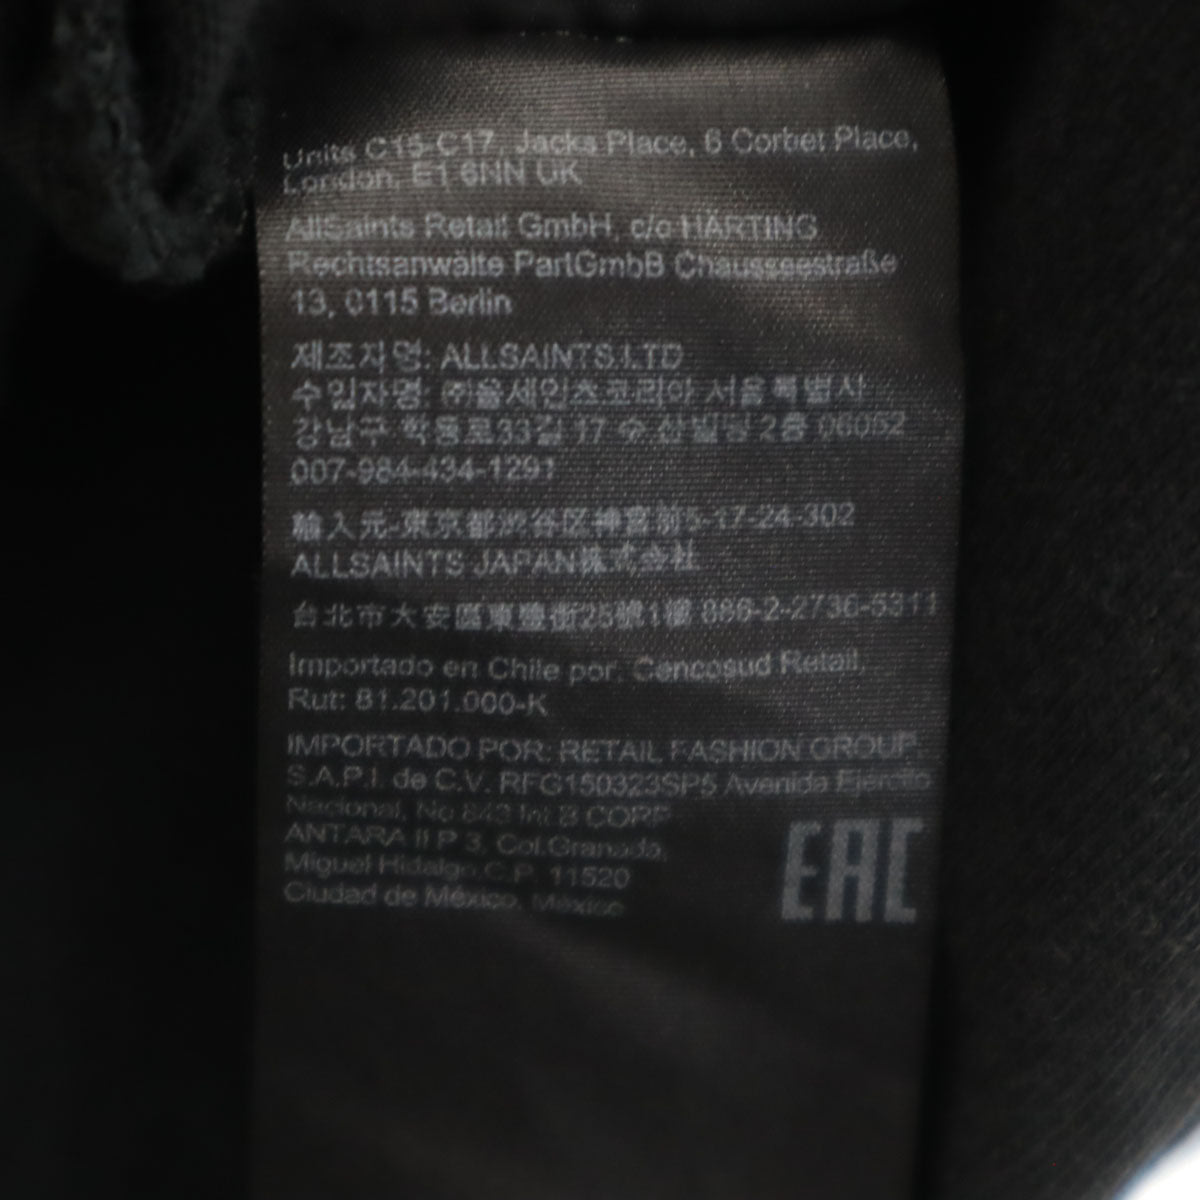 Units C15-C17, Jacks Place, 6 Corbet Place,
London, E1 6NN UK
AllSaints Retail GmbH, c/o HÄRTING
Rechtsanwälte PartGmbB Chausseestraße
13, 0115 Berlin
제조자명: ALLSAINTS LTD
수입자명: ㈜올세인츠코리아 서울특별시
강남구 학동로33길 17 수 산빌딩 2층 06052
007-984-434-1291
輸入元-東京都渋谷区神宮前5-17-24-302
ALLSAINTS JAPAN株式会社
台北市大安區東豐街25號1樓 886-2-2736-5311
Importado en Chile por: Cencosud Retail,
Rut: 81.201.000-K
IMPORTADO POR: RETAIL FASHION GROUP
S.A.P.I. de C.V. RFG150323SP5 Avenida Ejército
Nacional, No 843 Int B CORP
ANTARA II P 3, Col.Granada,
Miguel Hidalgo C.P. 11520
Ciudad de México, México
EAC